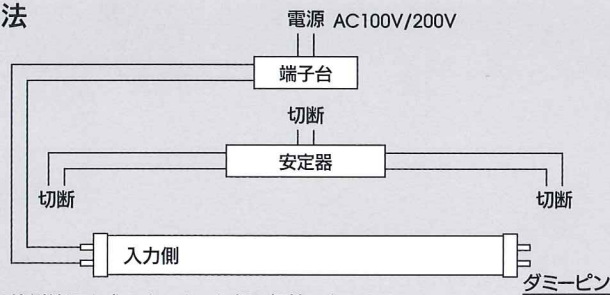 法
電源 AC100V/200V
端子台
切断
安定器
切断
切断
入力側
ダミーピン